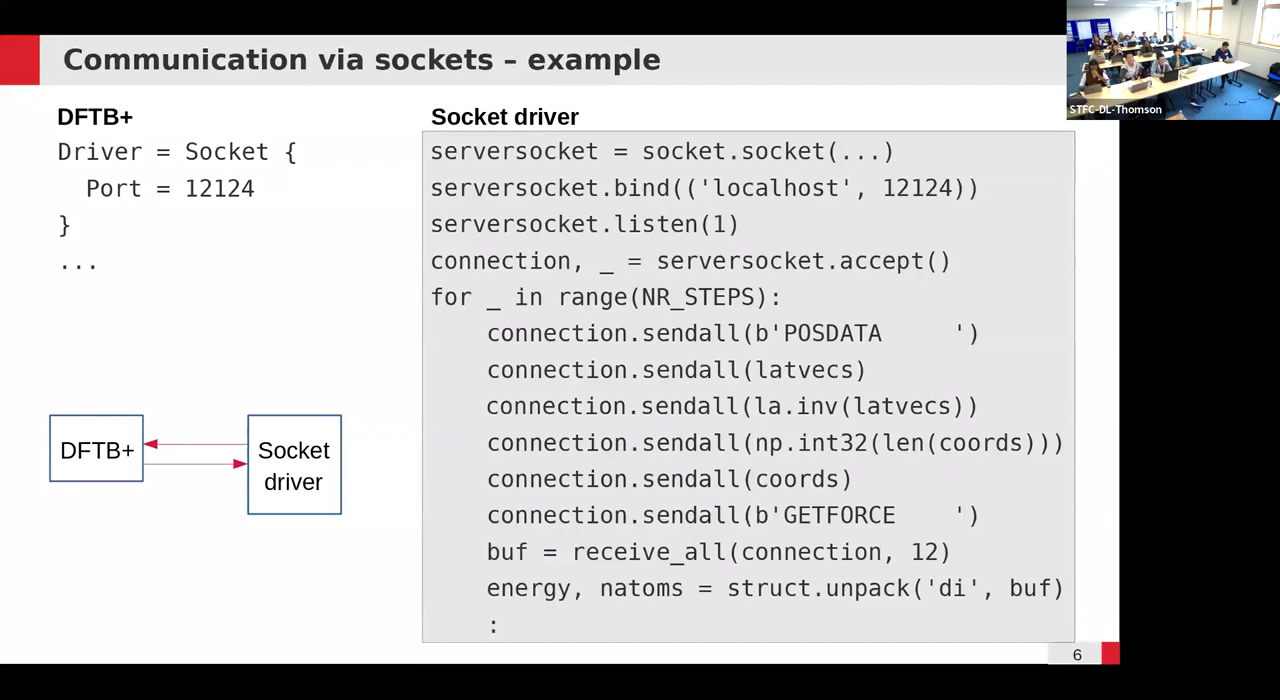 Communication via sockets – example
STFC-DL-Thomson
DFTB+
Driver = Socket {
  Port = 12124
}
...
Socket driver
serversocket = socket.socket(...)
serversocket.bind(('localhost', 12124))
serversocket.listen(1)
connection, _ = serversocket.accept()
for _ in range(NR_STEPS):
    connection.sendall(b'POSDATA     ')
    connection.sendall(latvecs)
    connection.sendall(la.inv(latvecs))
    connection.sendall(np.int32(len(coords)))
    connection.sendall(coords)
    connection.sendall(b'GETFORCE    ')
    buf = receive_all(connection, 12)
    energy, natoms = struct.unpack('di', buf)
    :
DFTB+
Socket
driver
6